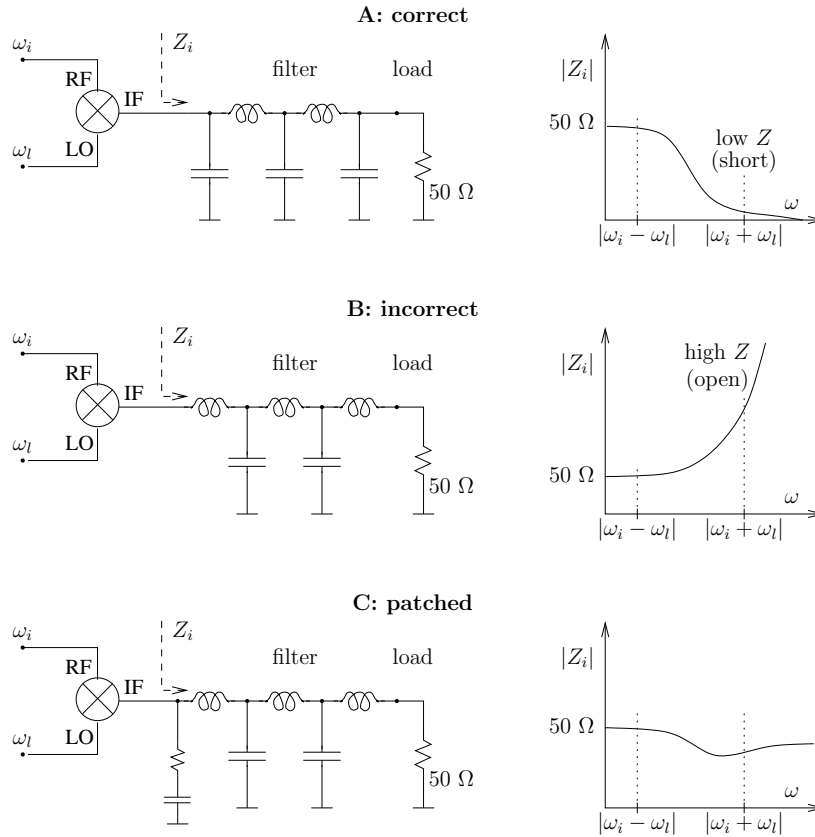 A: correct
ω_i
Z_i
RF
filter
load
IF
LO
ω_l
50 Ω
|Z_i|
50 Ω
low Z
(short)
ω
|ω_i − ω_l|
|ω_i + ω_l|
B: incorrect
ω_i
Z_i
RF
filter
load
IF
LO
ω_l
50 Ω
|Z_i|
high Z
(open)
50 Ω
ω
|ω_i − ω_l|
|ω_i + ω_l|
C: patched
ω_i
Z_i
RF
filter
load
IF
LO
ω_l
50 Ω
|Z_i|
50 Ω
ω
|ω_i − ω_l|
|ω_i + ω_l|